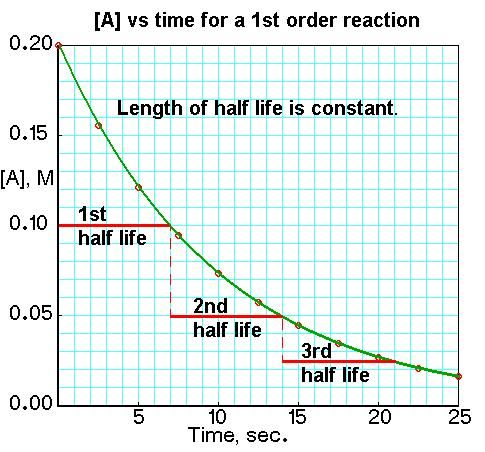 [A] vs time for a 1st order reaction
0.20
Length of half life is constant.
0.15
[A], M
0.10
1st
half life
0.05
2nd
half life
3rd
half life
0.00
5 10 15 20 25
Time, sec.